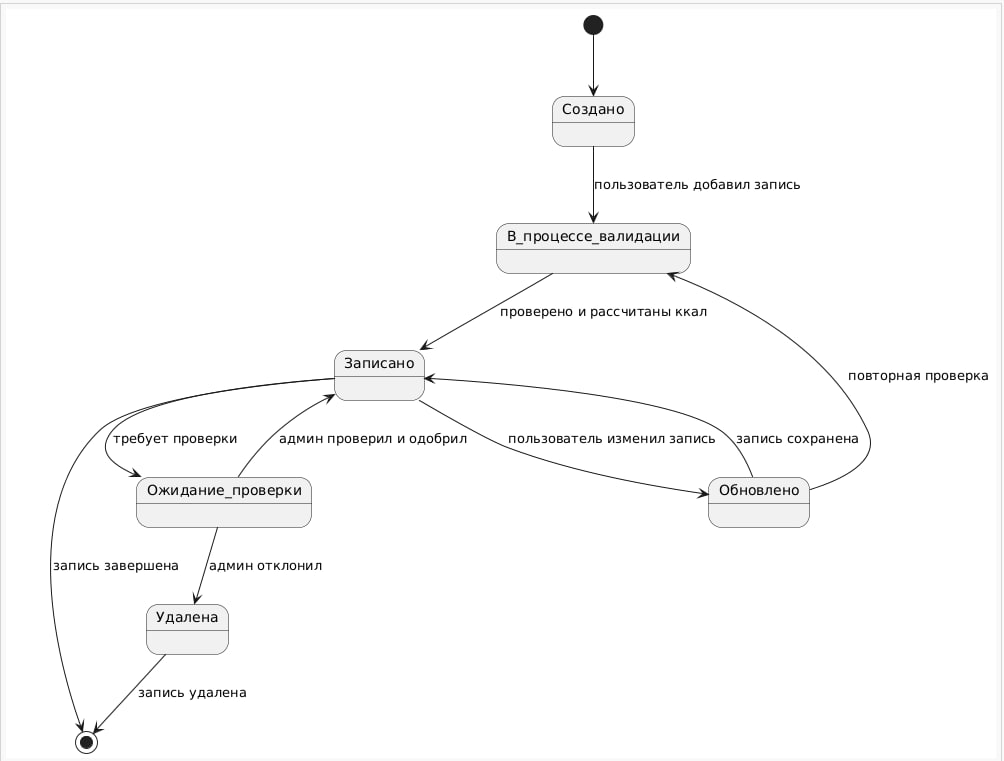 Создано
пользователь добавил запись
В_процессе_валидации
проверено и рассчитаны ккал
Записано
повторная проверка
требует проверки
админ проверил и одобрил
пользователь изменил запись
запись сохранена
Ожидание_проверки
Обновлено
запись завершена
админ отклонил
Удалена
запись удалена